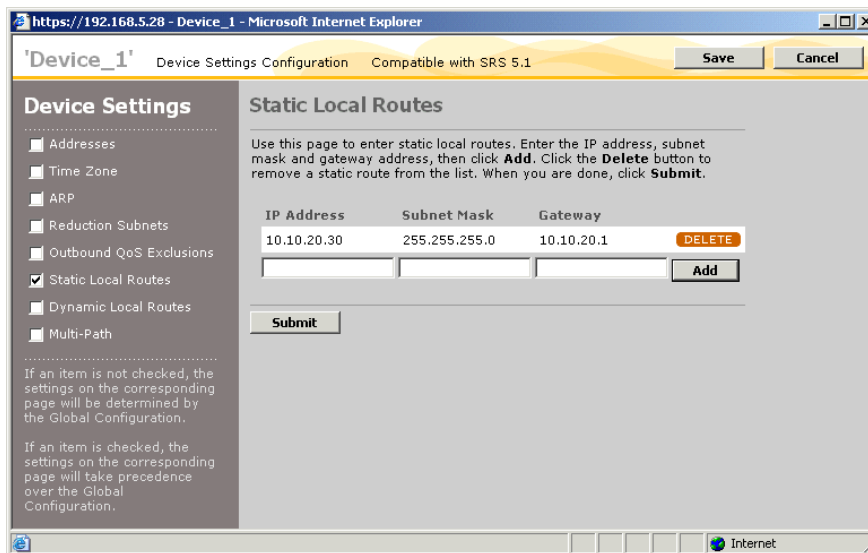 https://192.168.5.28 - Device_1 - Microsoft Internet Explorer
'Device_1' Device Settings Configuration Compatible with SRS 5.1 Save Cancel
Device Settings
Addresses
Time Zone
ARP
Reduction Subnets
Outbound QoS Exclusions
Static Local Routes
Dynamic Local Routes
Multi-Path
If an item is not checked, the
settings on the corresponding
page will be determined by
the Global Configuration.
If an item is checked, the
settings on the corresponding
page will take precedence
over the Global
Configuration.
Static Local Routes
Use this page to enter static local routes. Enter the IP address, subnet
mask and gateway address, then click Add. Click the Delete button to
remove a static route from the list. When you are done, click Submit.
IP Address Subnet Mask Gateway
10.10.20.30 255.255.255.0 10.10.20.1 DELETE
Add
Submit
Internet